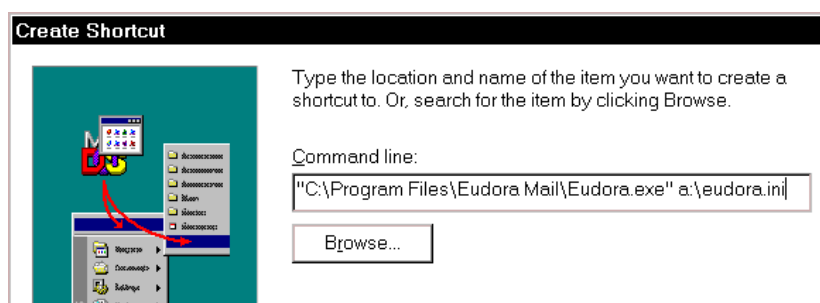 Create Shortcut
Type the location and name of the item you want to create a
shortcut to. Or, search for the item by clicking Browse.
Command line:
"C:\Program Files\Eudora Mail\Eudora.exe" a:\eudora.ini
Browse...